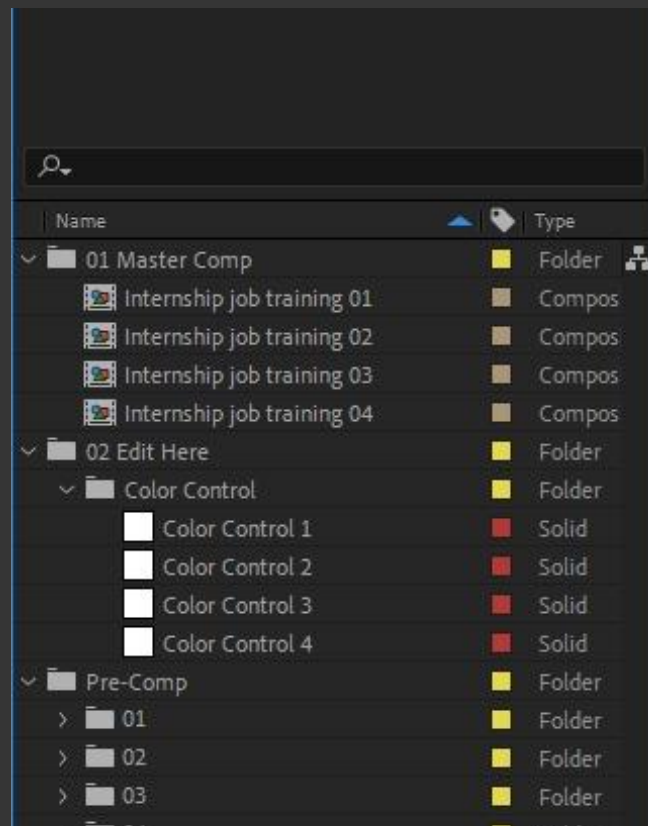 Name Type
01 Master Comp Folder
Internship job training 01 Compos
Internship job training 02 Compos
Internship job training 03 Compos
Internship job training 04 Compos
02 Edit Here Folder
Color Control Folder
Color Control 1 Solid
Color Control 2 Solid
Color Control 3 Solid
Color Control 4 Solid
Pre-Comp Folder
01 Folder
02 Folder
03 Folder